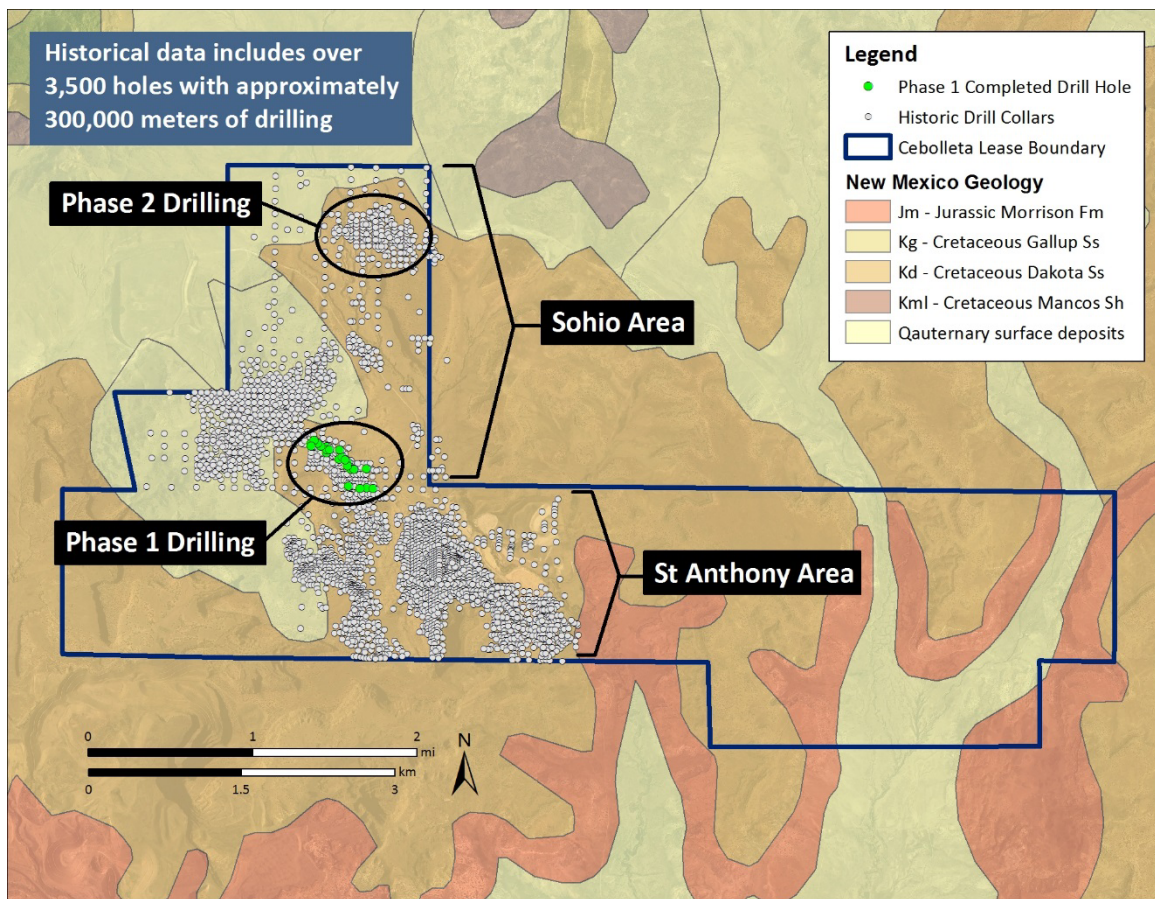 Historical data includes over
3,500 holes with approximately
300,000 meters of drilling
Legend
Phase 1 Completed Drill Hole
Historic Drill Collars
Cebolleta Lease Boundary
New Mexico Geology
Jm - Jurassic Morrison Fm
Kg - Cretaceous Gallup Ss
Kd - Cretaceous Dakota Ss
Kml - Cretaceous Mancos Sh
Qauternary surface deposits
Phase 2 Drilling
Sohio Area
Phase 1 Drilling
St Anthony Area
0 1 2
mi
km
0 1.5 3
N